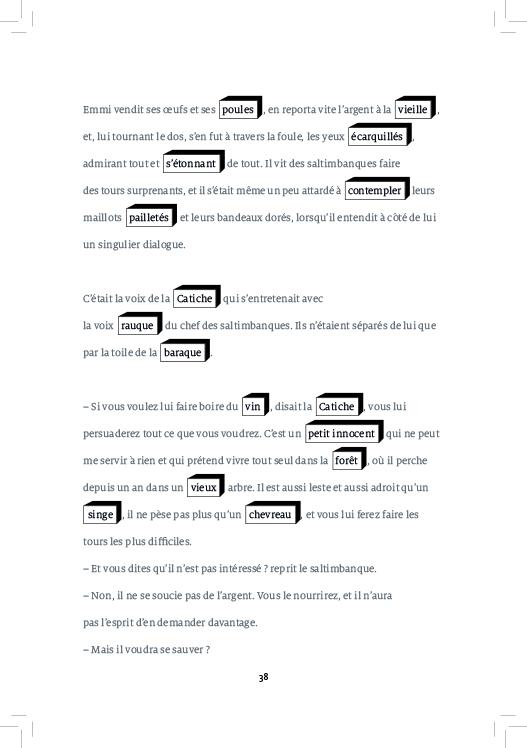 Emmi vendit ses œufs et ses poules, en reporta vite l'argent à la vieille,
et, lui tournant le dos, s'en fut à travers la foule, les yeux écarquillés,
admirant tout et s'étonnant de tout. Il vit des saltimbanques faire
des tours surprenants, et il s'était même un peu attardé à contempler leurs
maillots pailletés et leurs bandeaux dorés, lorsqu'il entendit à côté de lui
un singulier dialogue.
C'était la voix de la Catiche qui s'entretenait avec
la voix rauque du chef des saltimbanques. Ils n'étaient séparés de lui que
par la toile de la baraque.
– Si vous voulez lui faire boire du vin, disait la Catiche, vous lui
persuaderez tout ce que vous voudrez. C'est un petit innocent qui ne peut
me servir à rien et qui prétend vivre tout seul dans la forêt, où il perche
depuis un an dans un vieux arbre. Il est aussi leste et aussi adroit qu'un
singe, il ne pèse pas plus qu'un chevreau, et vous lui ferez faire les
tours les plus difficiles.
– Et vous dites qu'il n'est pas intéressé ? reprit le saltimbanque.
– Non, il ne se soucie pas de l'argent. Vous le nourrirez, et il n'aura
pas l'esprit d'en demander davantage.
– Mais il voudra se sauver ?
38